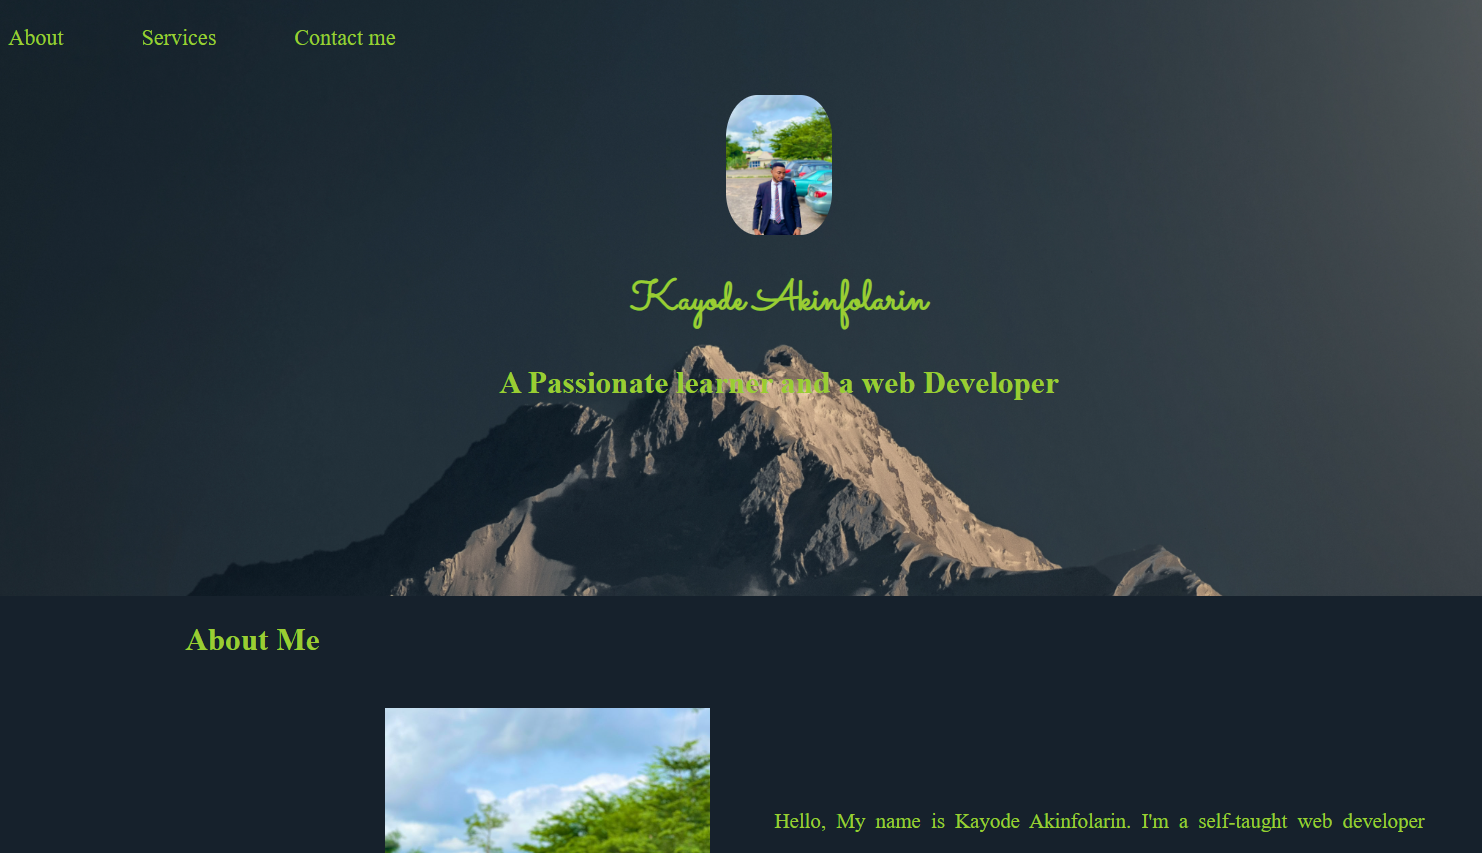 About
Services
Contact me
Kayode Akinfolarin
A Passionate learner and a web Developer
About Me
Hello, My name is Kayode Akinfolarin. I'm a self-taught web developer